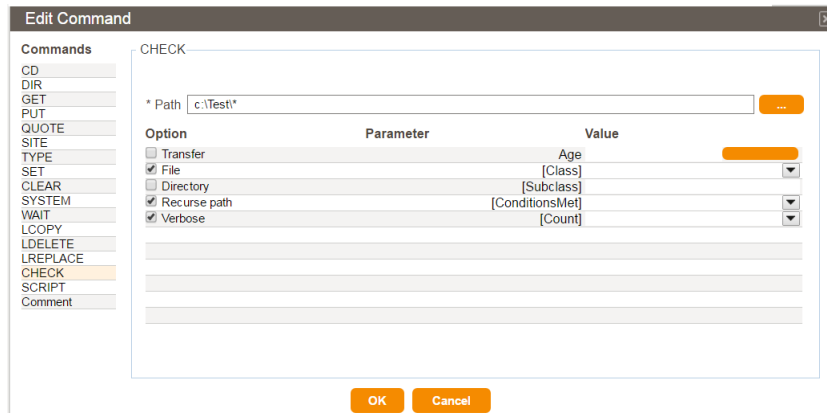 Edit Command
Commands
CD
DIR
GET
PUT
QUOTE
SITE
TYPE
SET
CLEAR
SYSTEM
WAIT
LCOPY
LDELETE
LREPLACE
CHECK
SCRIPT
Comment
CHECK
* Path c:\Test\* ...
Option Parameter Value
Transfer Age
File [Class]
Directory [Subclass]
Recurse path [ConditionsMet]
Verbose [Count]
OK Cancel